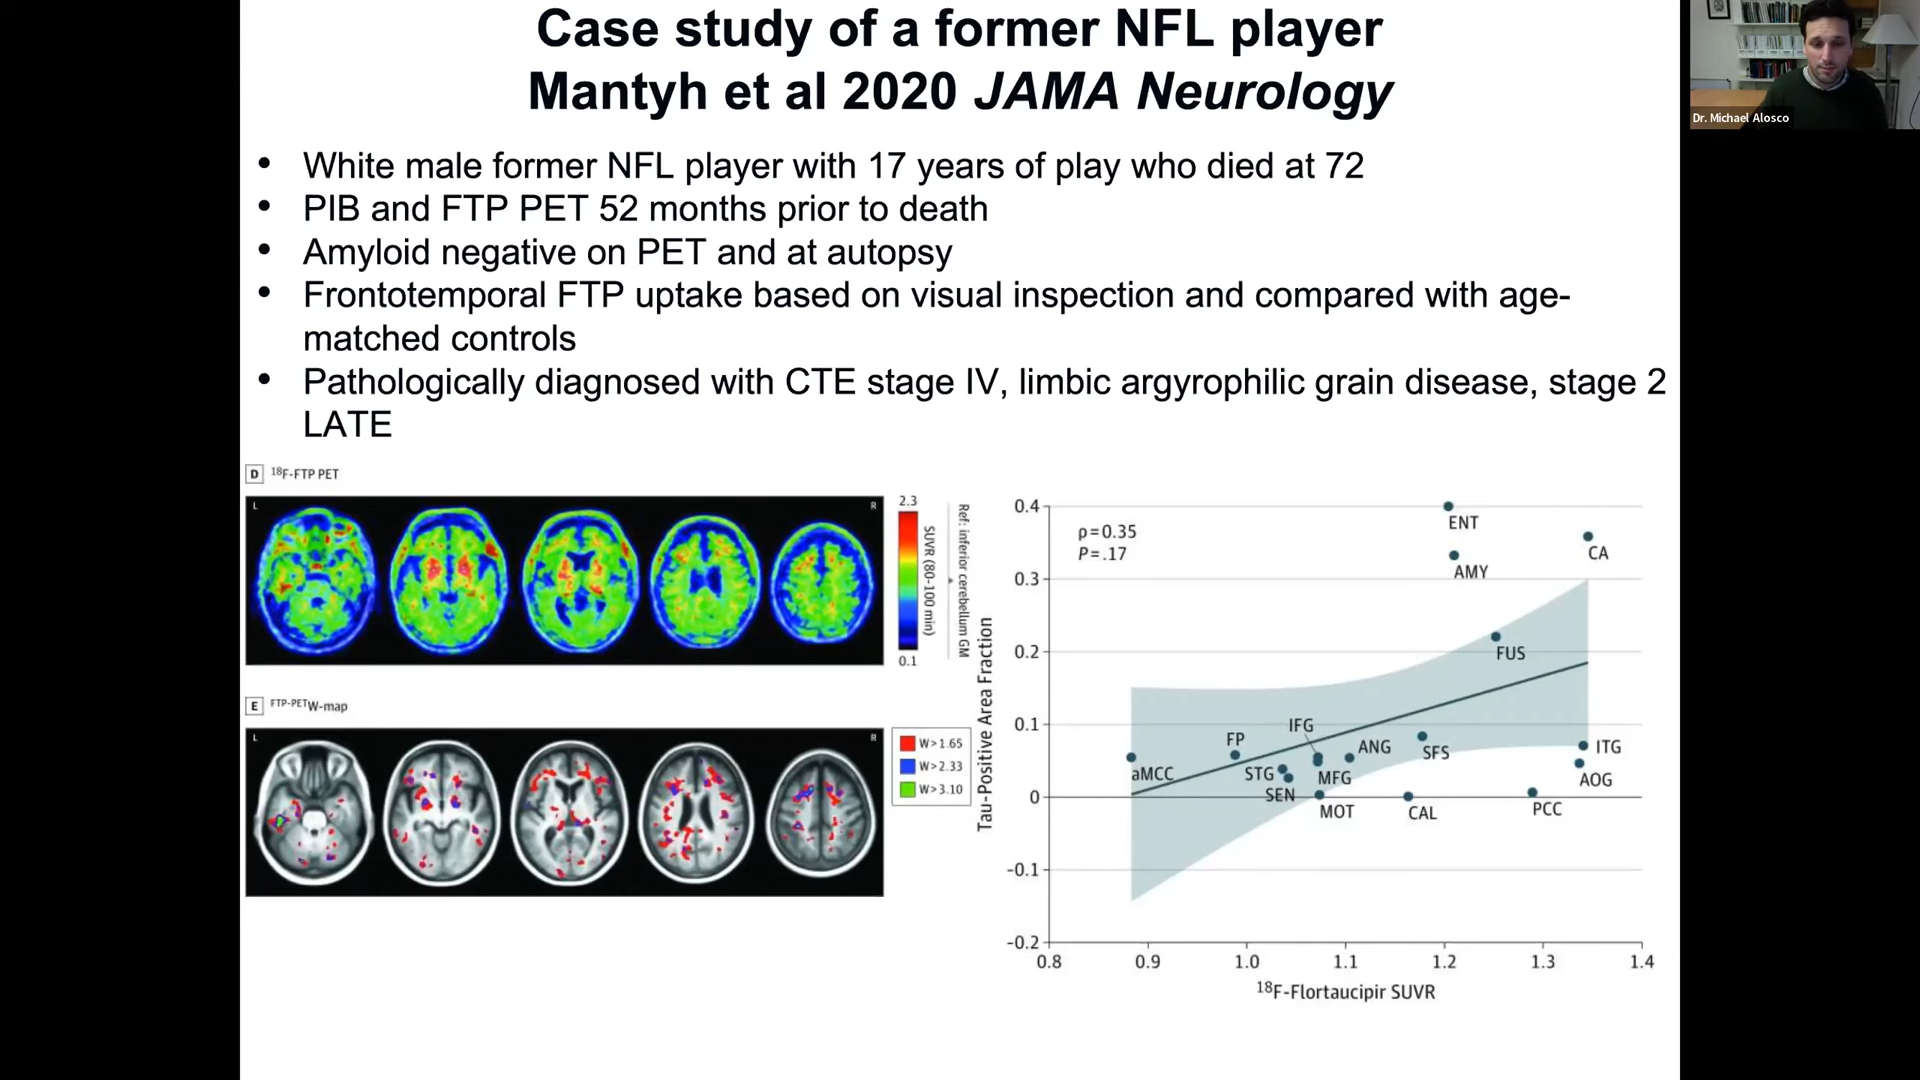 Case study of a former NFL player
Mantyh et al 2020 JAMA Neurology
Dr. Michael Alosco
• White male former NFL player with 17 years of play who died at 72
• PIB and FTP PET 52 months prior to death
• Amyloid negative on PET and at autopsy
• Frontotemporal FTP uptake based on visual inspection and compared with age-
matched controls
• Pathologically diagnosed with CTE stage IV, limbic argyrophilic grain disease, stage 2
LATE
D 18F-FTP PET
L
R
2.3
0.1
SUVR (80-100 min)
Ref: inferior cerebellum GM
E FTP-PETW-map
L
R
W>1.65
W>2.33
W>3.10
Tau-Positive Area Fraction
0.4
0.3
0.2
0.1
0
-0.1
-0.2
ρ=0.35
P=.17
ENT
CA
AMY
FUS
IFG
FP
ANG
SFS
ITG
aMCC
STG
MFG
AOG
SEN
MOT
CAL
PCC
0.8 0.9 1.0 1.1 1.2 1.3 1.4
18F-Flortaucipir SUVR